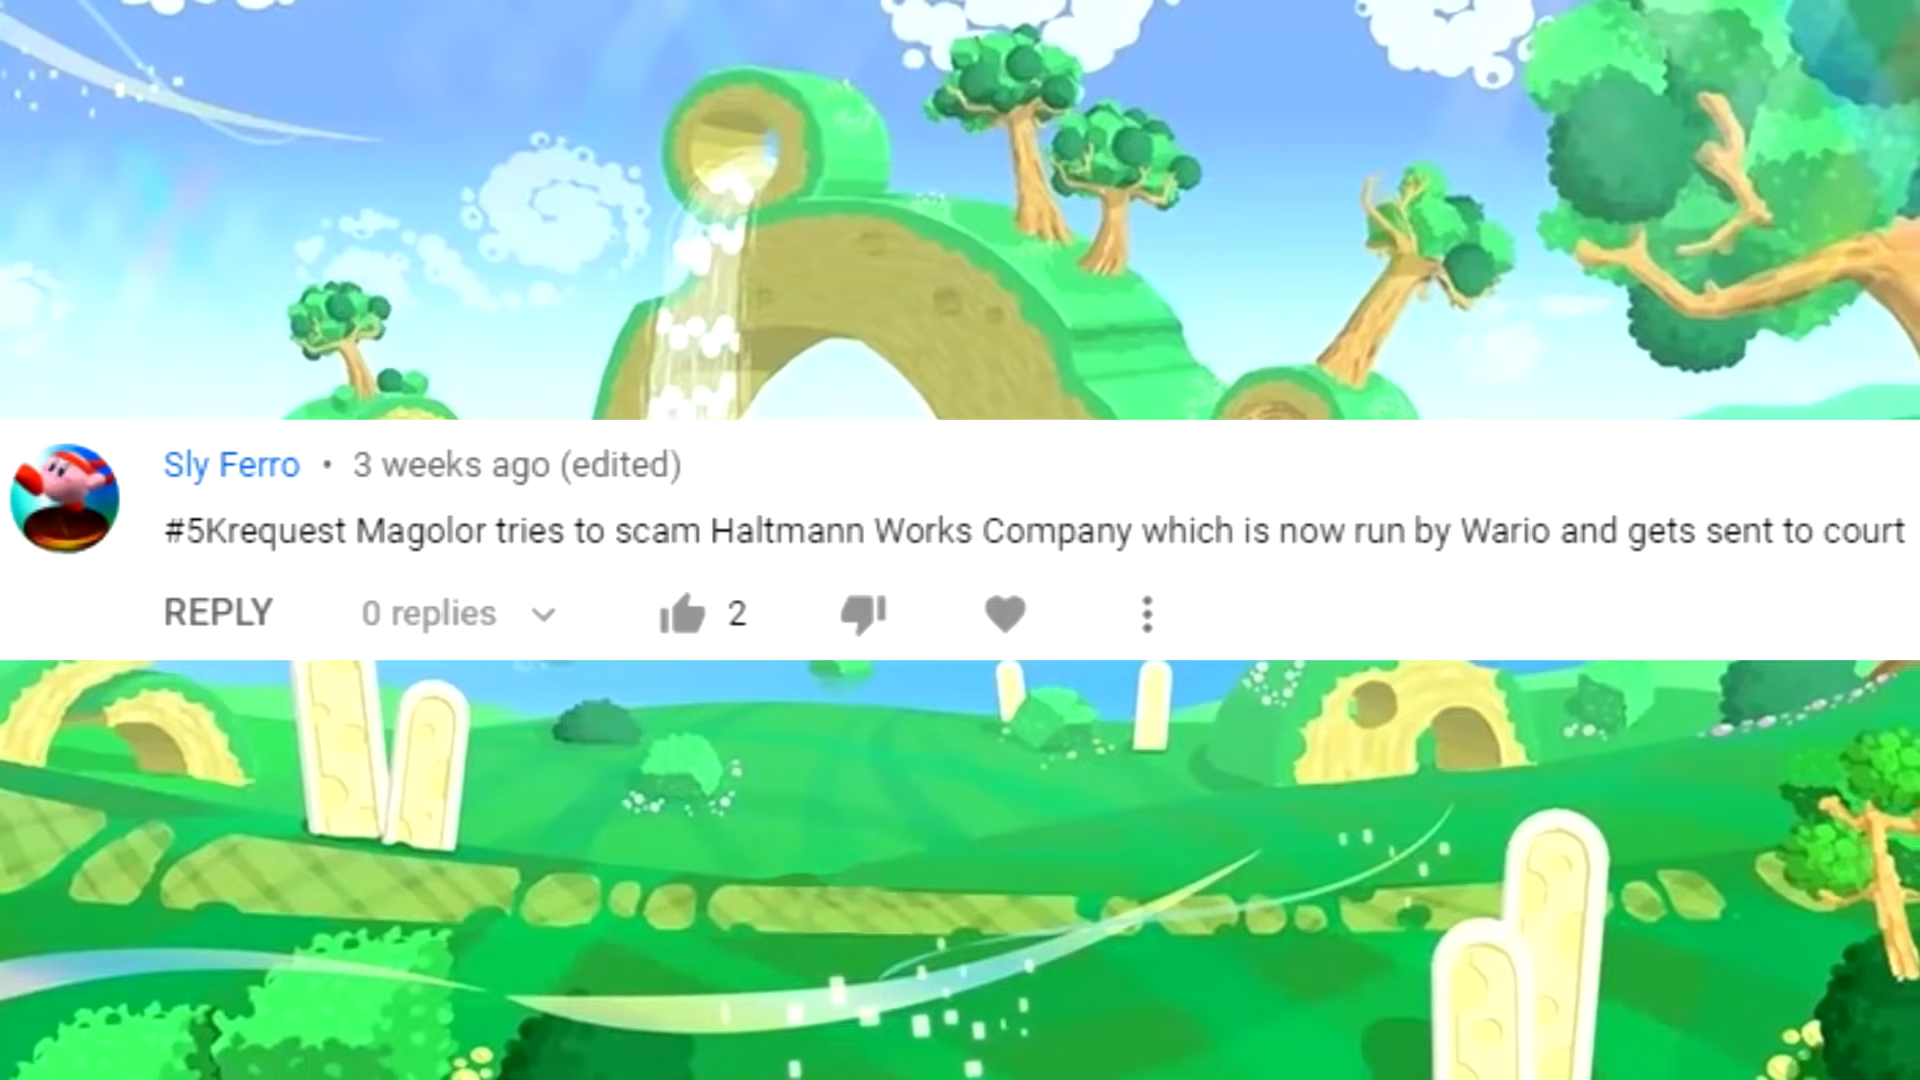 Sly Ferro • 3 weeks ago (edited)
#5Krequest Magolor tries to scam Haltmann Works Company which is now run by Wario and gets sent to court
REPLY 0 replies 2